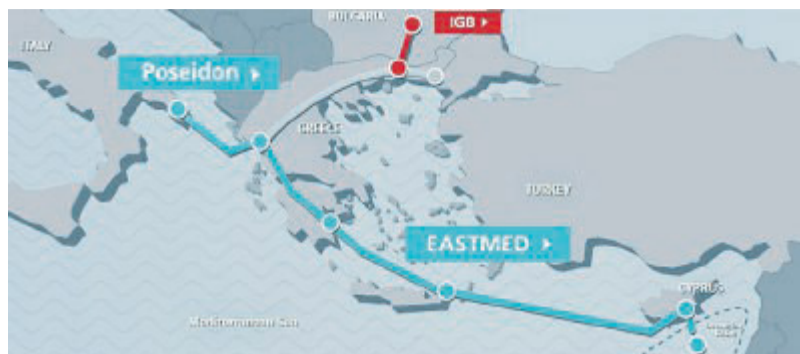 BULGARIA
IGB
ITALY
Poseidon
GREECE
TURKEY
EASTMED
CYPRUS
Mediterranean Sea